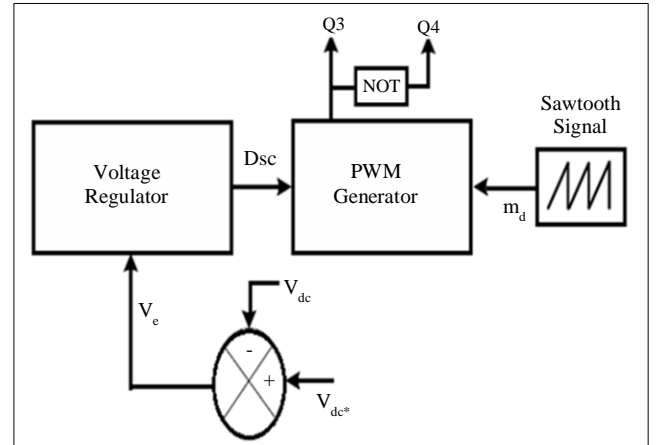 Q3
Q4
NOT
Sawtooth
Signal
Voltage
Regulator
Dsc
PWM
Generator
m_d
V_e
V_dc
-
+
V_dc*